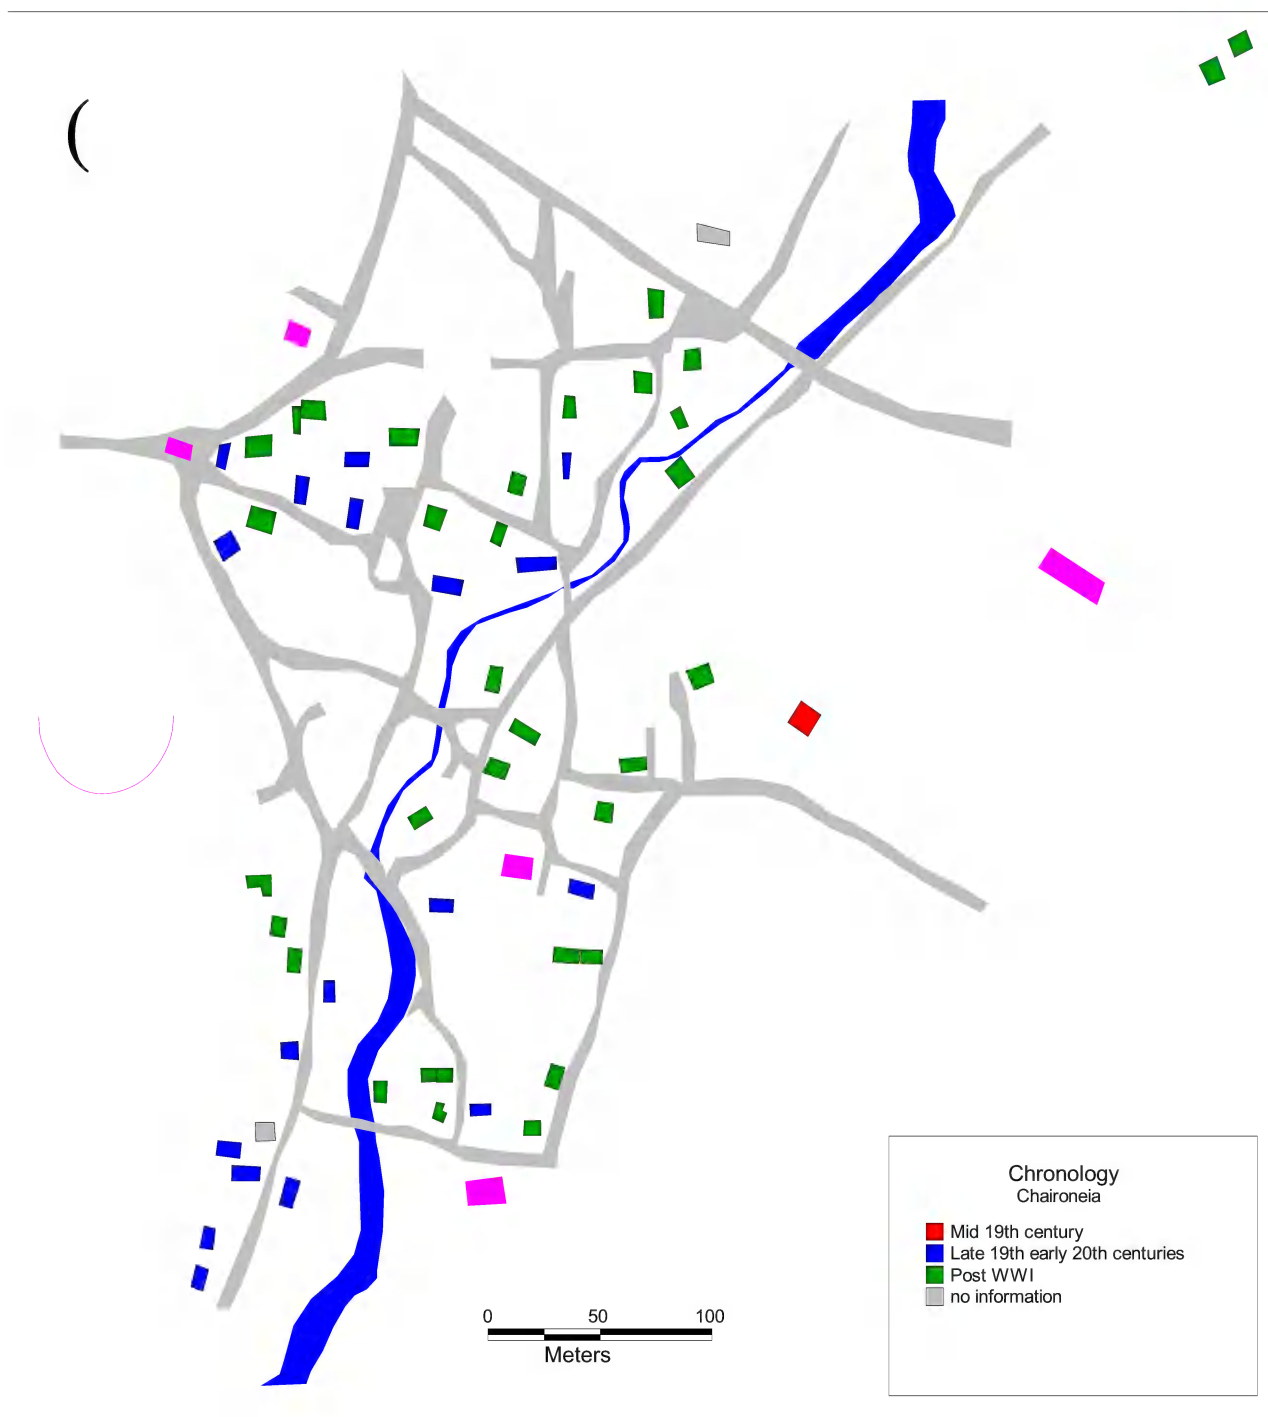 Chronology
Chaironeia
Mid 19th century
Late 19th early 20th centuries
Post WWI
no information
0 50 100
Meters